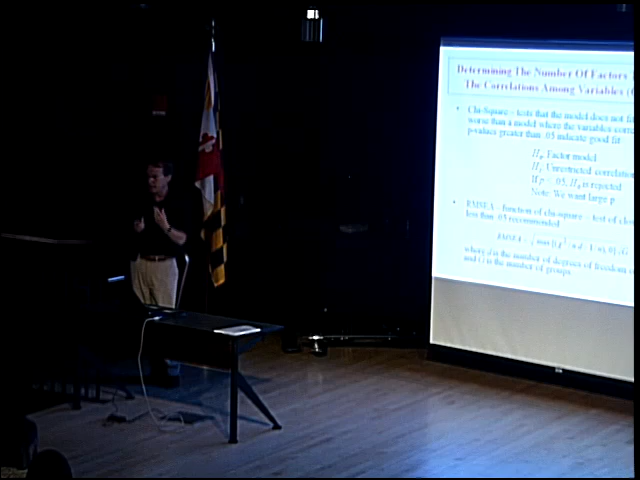 Determining The Number Of Factors
The Correlations Among Variables (
• Chi-Square – tests that the model does not fit
worse than a model where the variables corre
p-values greater than .05 indicate good fit
H₀: Factor model
H₁: Unrestricted correlation
If p < .05, H₀ is rejected
Note: We want large p
• RMSEA – function of chi-square – test of clos
less than .05 recommended
RMSEA =
where d is the number of degrees of freedom o
and G is the number of groups